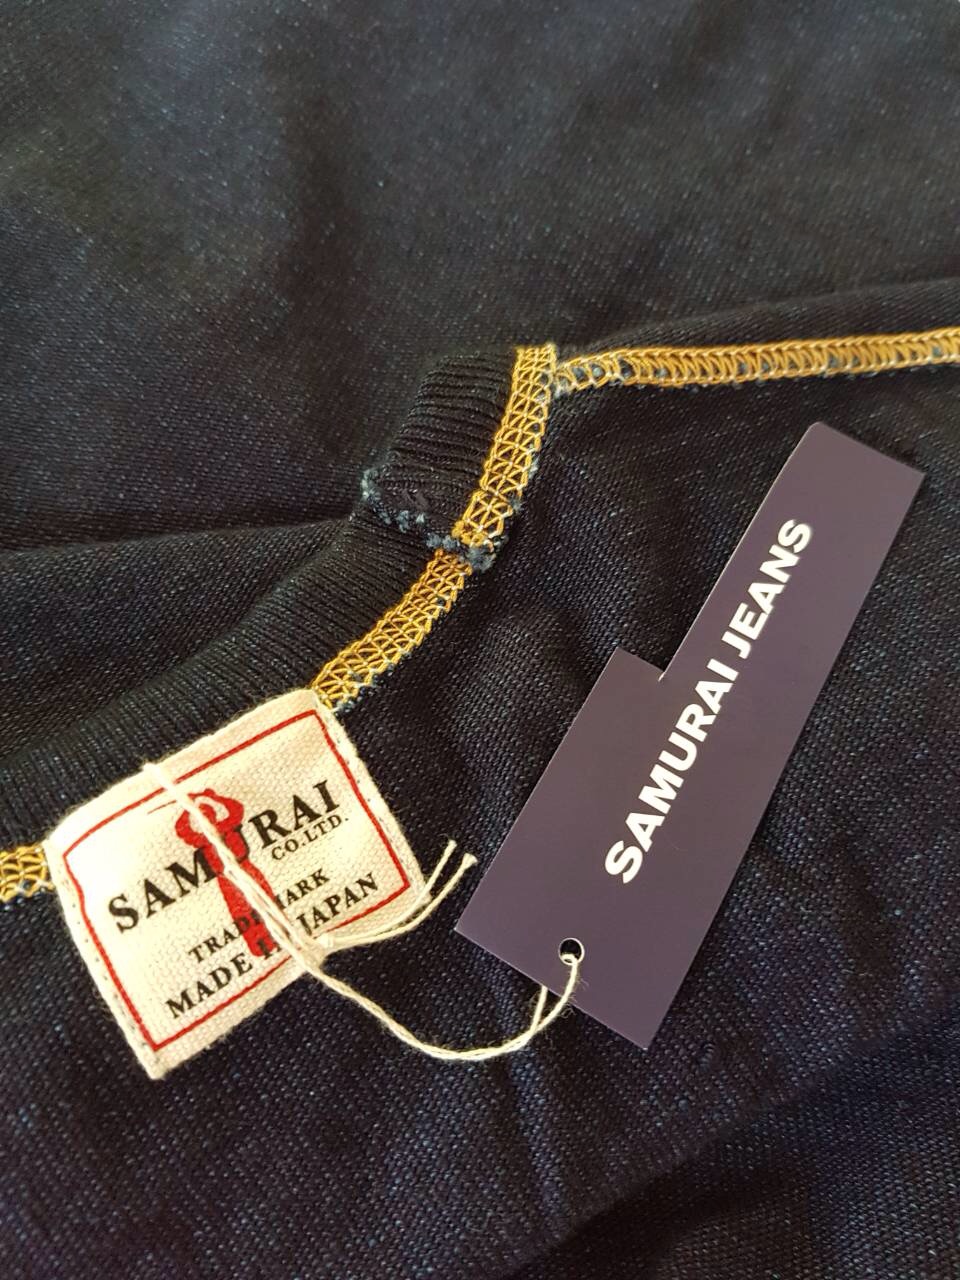 SAMURAI
CO.LTD.
TRADEMARK
MADE IN JAPAN
SAMURAI JEANS